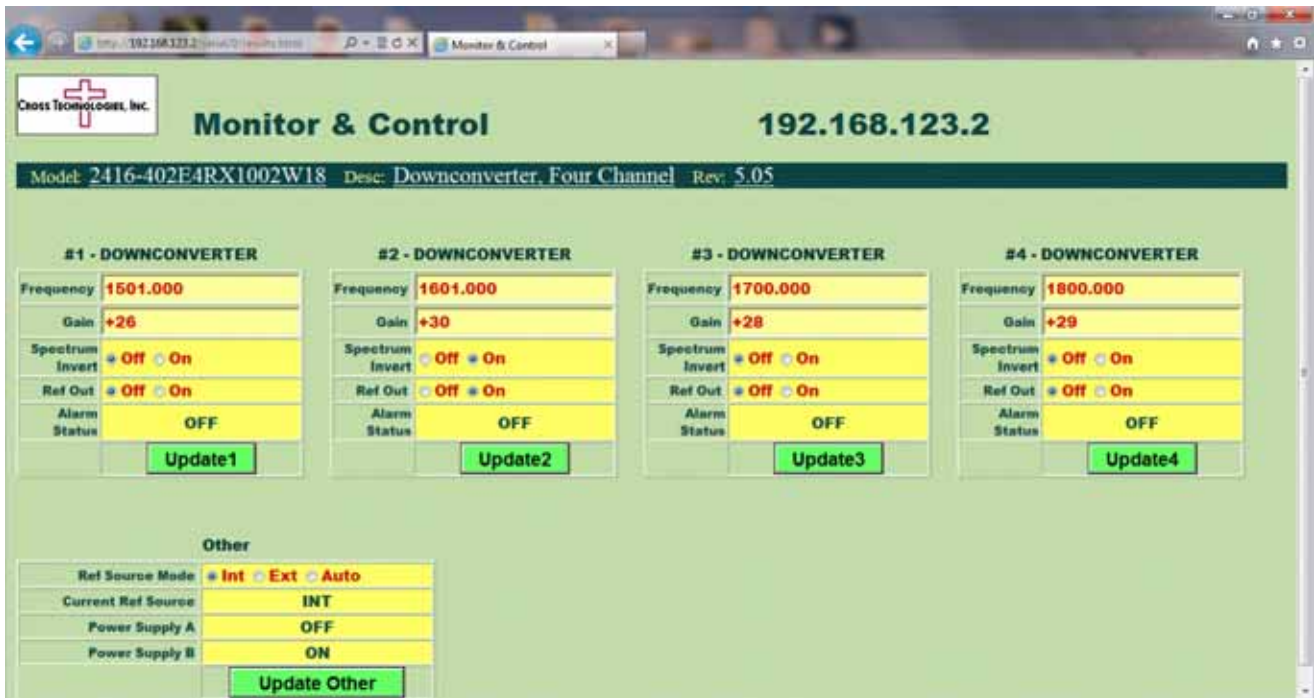 192.168.123.2
Monitor & Control
CROSS TECHNOLOGIES, INC.
Monitor & Control 192.168.123.2
Model: 2416-402E4RX1002W18 Desc: Downconverter, Four Channel Rev: 5.05
#1 - DOWNCONVERTER #2 - DOWNCONVERTER #3 - DOWNCONVERTER #4 - DOWNCONVERTER
Frequency 1501.000 Frequency 1601.000 Frequency 1700.000 Frequency 1800.000
Gain +26 Gain +30 Gain +28 Gain +29
Spectrum Invert Off On Spectrum Invert Off On Spectrum Invert Off On Spectrum Invert Off On
Ref Out Off On Ref Out Off On Ref Out Off On Ref Out Off On
Alarm Status OFF Alarm Status OFF Alarm Status OFF Alarm Status OFF
Update1 Update2 Update3 Update4
Other
Ref Source Mode Int Ext Auto
Current Ref Source INT
Power Supply A OFF
Power Supply B ON
Update Other